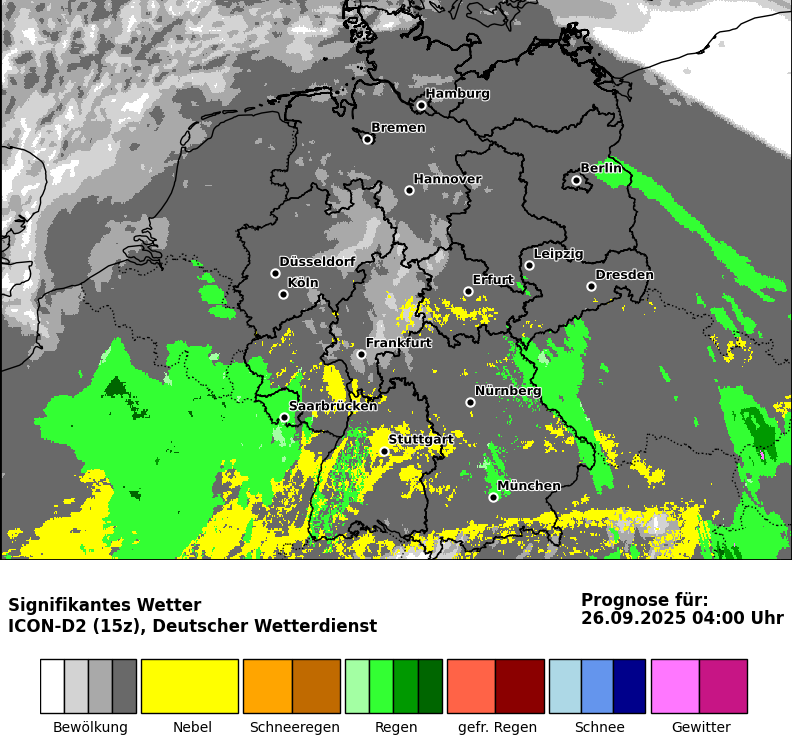 Hamburg
Bremen
Berlin
Hannover
Leipzig
Düsseldorf
Dresden
Erfurt
Köln
Frankfurt
Nürnberg
Saarbrücken
Stuttgart
München
Signifikantes Wetter
ICON-D2 (15z), Deutscher Wetterdienst
Prognose für:
26.09.2025 04:00 Uhr
Bewölkung
Nebel
Schneeregen
Regen
gefr. Regen
Schnee
Gewitter